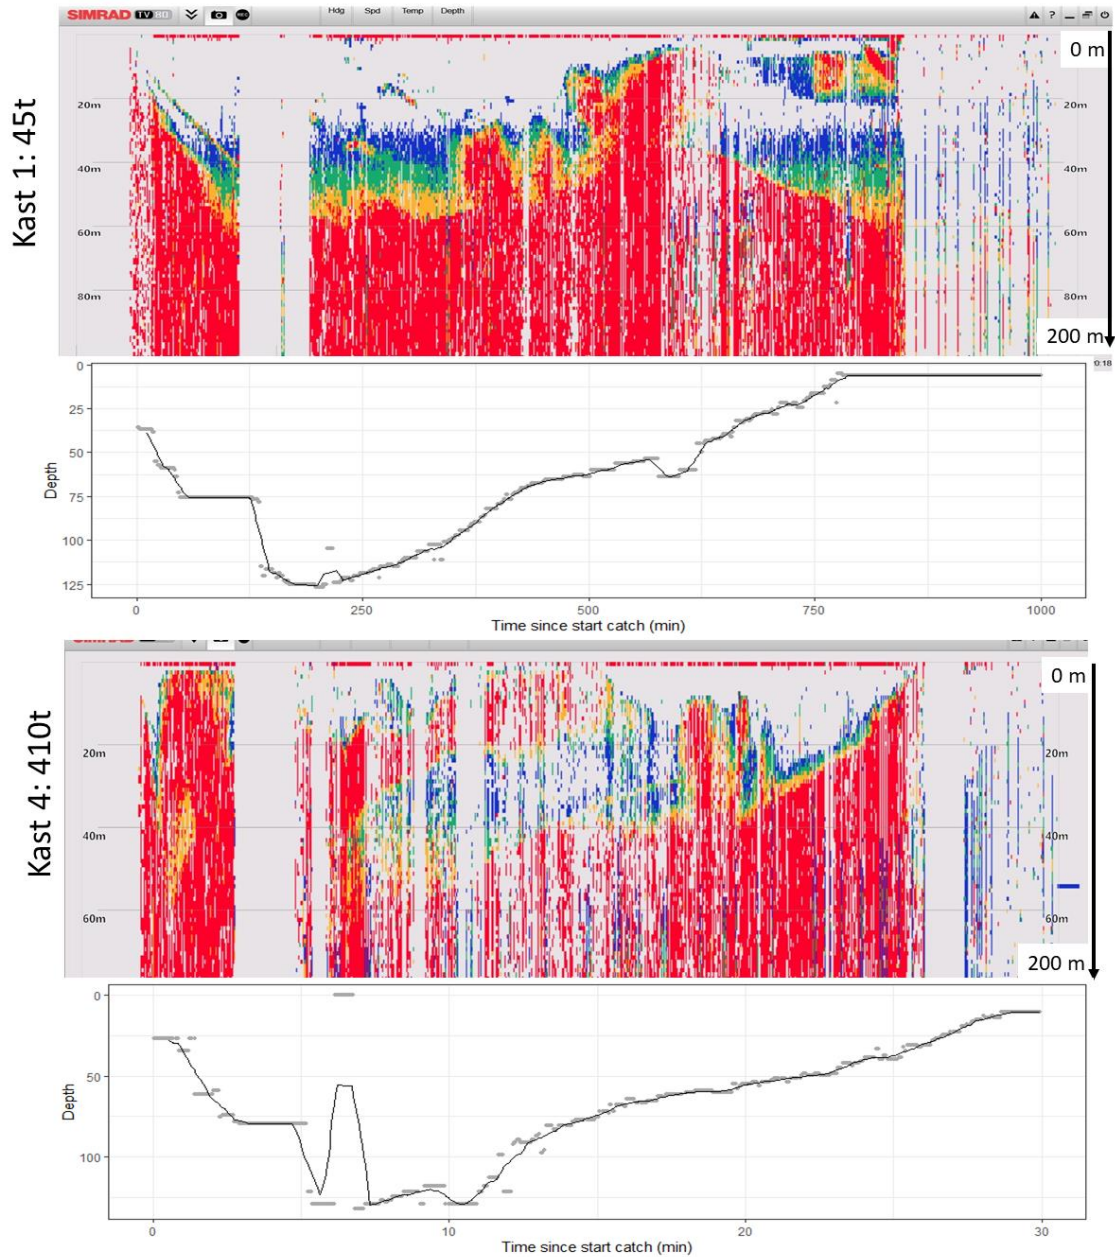 SIMRAD TV80 REC Hdg Spd Temp Depth ?
Kast 1: 45t
0 m
20m 20m
40m 40m
60m 60m
80m 80m
200 m
0:18
0
25
50
75
100
125
Depth
0 250 500 750 1000
Time since start catch (min)
SIMRAD
Kast 4: 410t
0 m
20m 20m
40m 40m
60m 60m
200 m
0
50
100
Depth
0 10 20 30
Time since start catch (min)